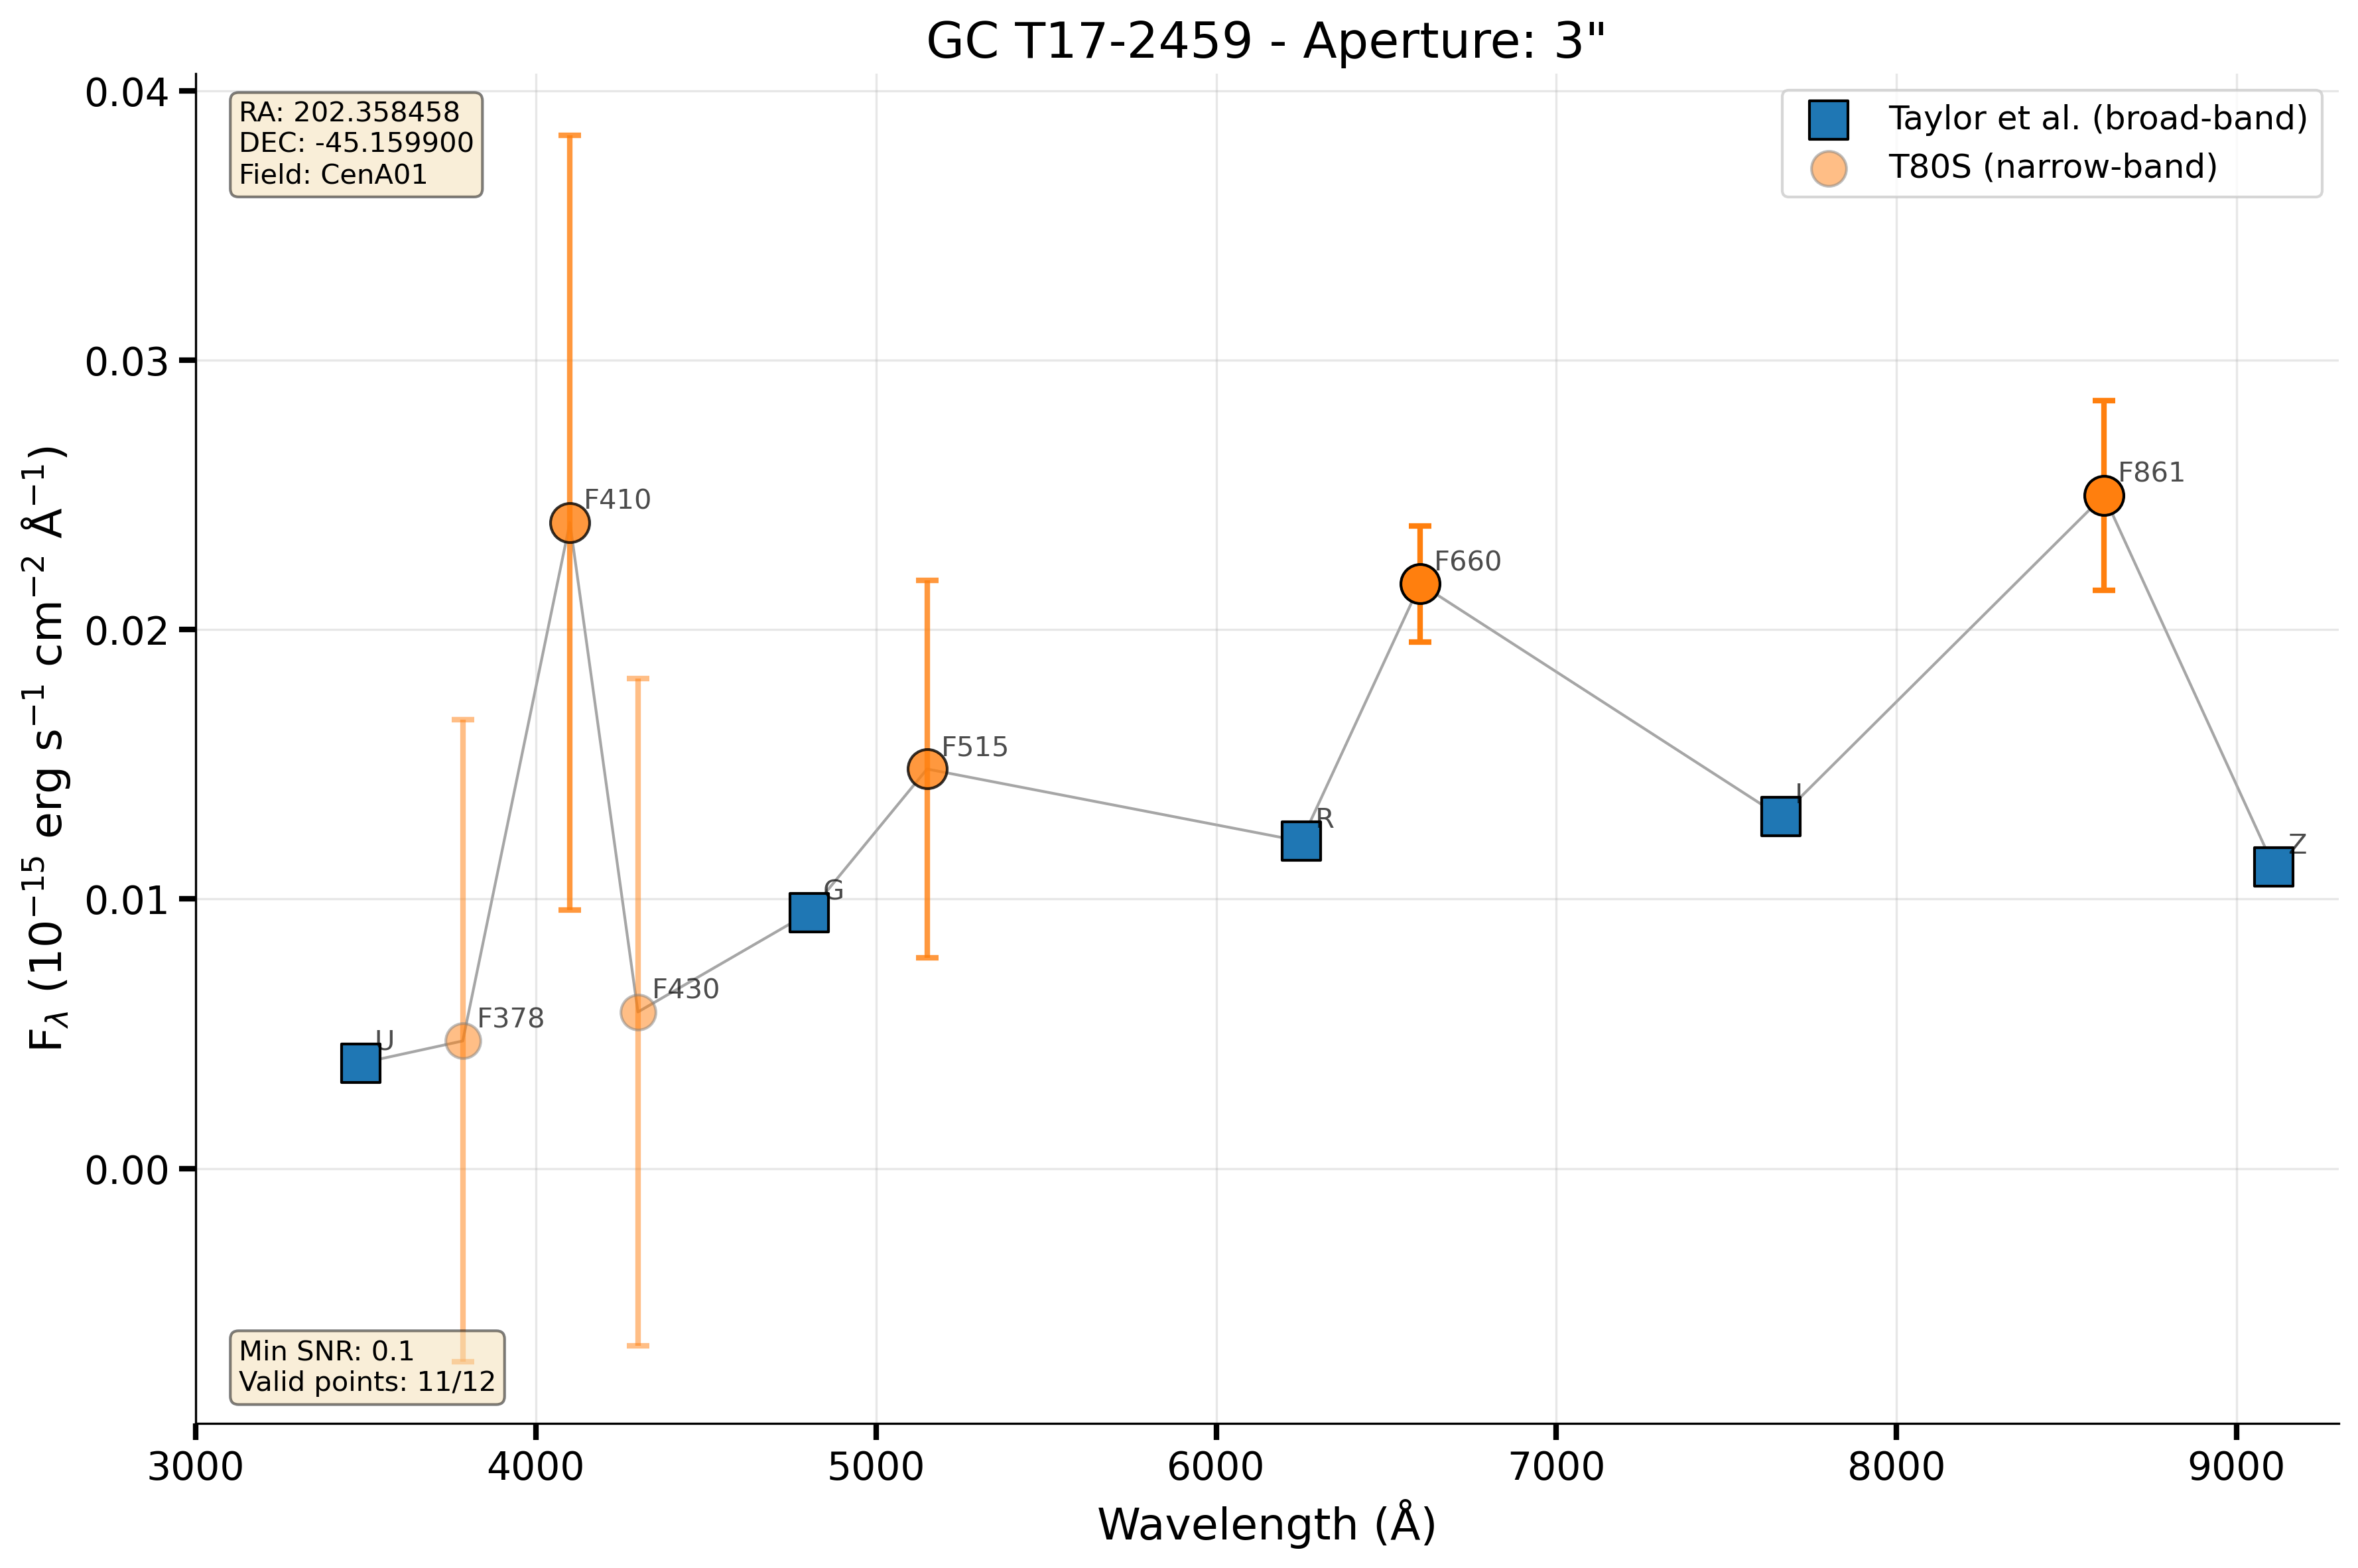 GC T17-2459 - Aperture: 3"
RA: 202.358458
DEC: -45.159900
Field: CenA01
Taylor et al. (broad-band)
T80S (narrow-band)
0.04
0.03
0.02
0.01
0.00
F_λ (10⁻¹⁵ erg s⁻¹ cm⁻² Å⁻¹)
U
F378
F410
F430
G
F515
R
F660
I
F861
Z
Min SNR: 0.1
Valid points: 11/12
3000 4000 5000 6000 7000 8000 9000
Wavelength (Å)